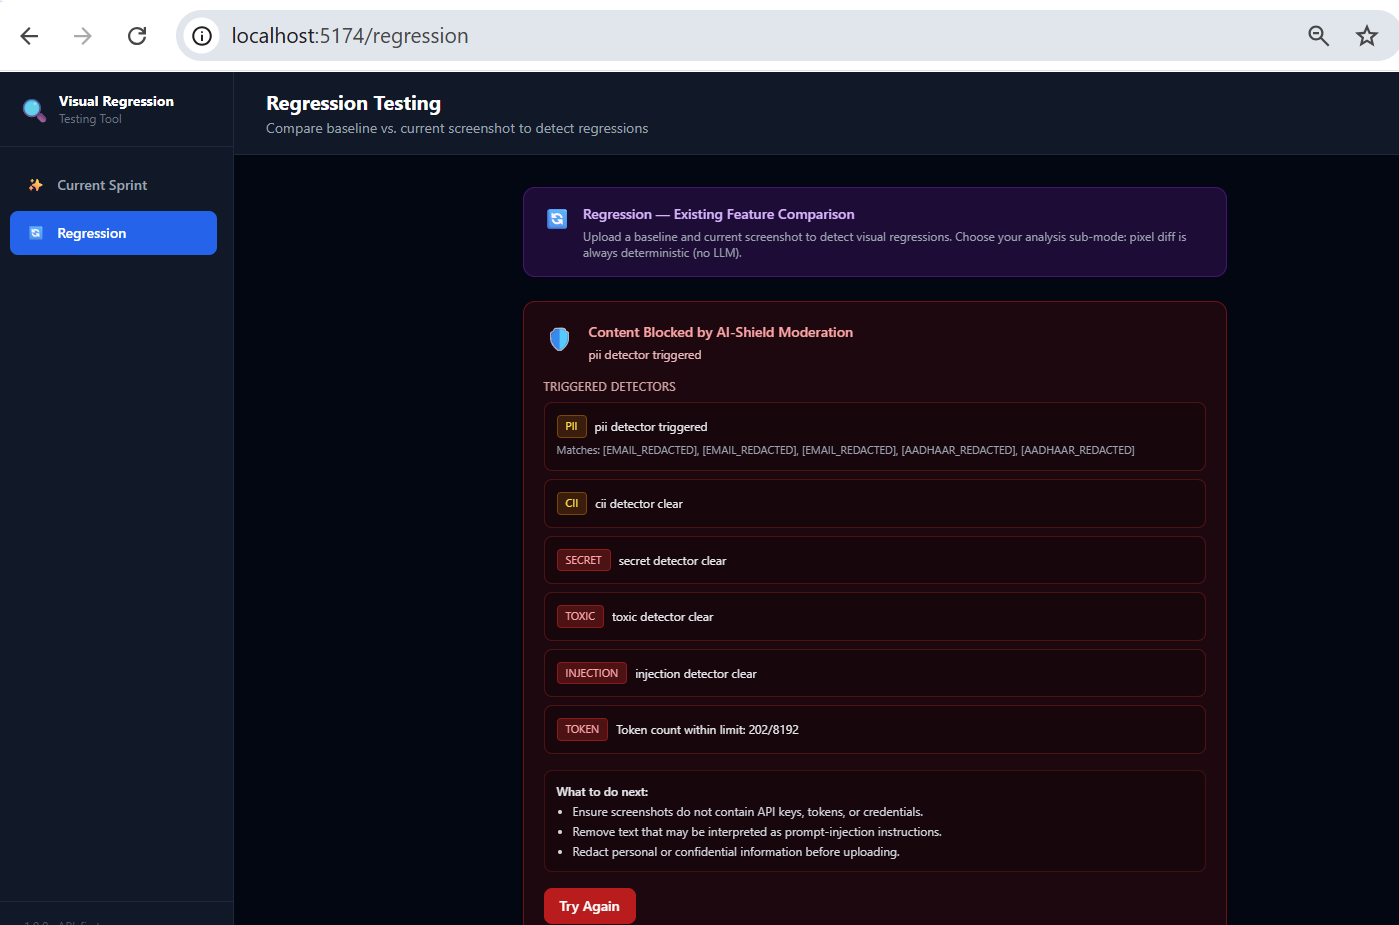 localhost:5174/regression
Visual Regression
Testing Tool
Current Sprint
Regression
Regression Testing
Compare baseline vs. current screenshot to detect regressions
Regression — Existing Feature Comparison
Upload a baseline and current screenshot to detect visual regressions. Choose your analysis sub-mode: pixel diff is
always deterministic (no LLM).
Content Blocked by AI-Shield Moderation
pii detector triggered
TRIGGERED DETECTORS
PII pii detector triggered
Matches: [EMAIL_REDACTED], [EMAIL_REDACTED], [EMAIL_REDACTED], [AADHAAR_REDACTED], [AADHAAR_REDACTED]
CII cii detector clear
SECRET secret detector clear
TOXIC toxic detector clear
INJECTION injection detector clear
TOKEN Token count within limit: 202/8192
What to do next:
• Ensure screenshots do not contain API keys, tokens, or credentials.
• Remove text that may be interpreted as prompt-injection instructions.
• Redact personal or confidential information before uploading.
Try Again